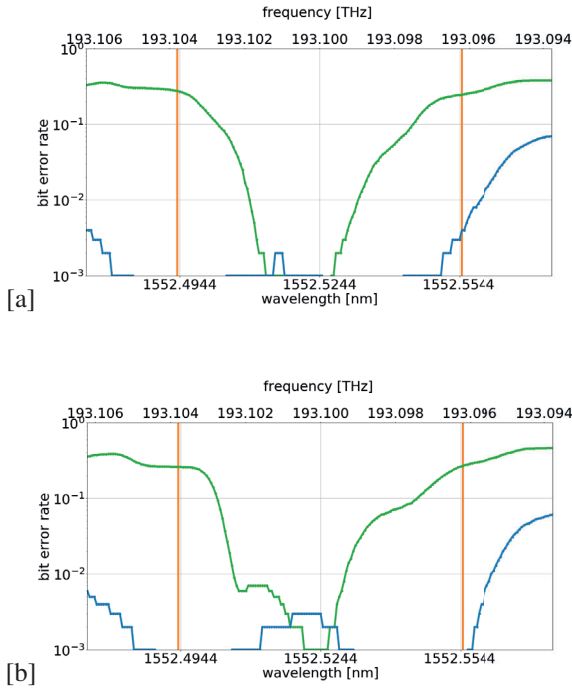 frequency [THz]
193.106 193.104 193.102 193.100 193.098 193.096 193.094
10⁰
10⁻¹
bit error rate
10⁻²
10⁻³
1552.4944 1552.5244 1552.5544
[a]
wavelength [nm]
frequency [THz]
193.106 193.104 193.102 193.100 193.098 193.096 193.094
10⁰
10⁻¹
bit error rate
10⁻²
10⁻³
1552.4944 1552.5244 1552.5544
[b]
wavelength [nm]